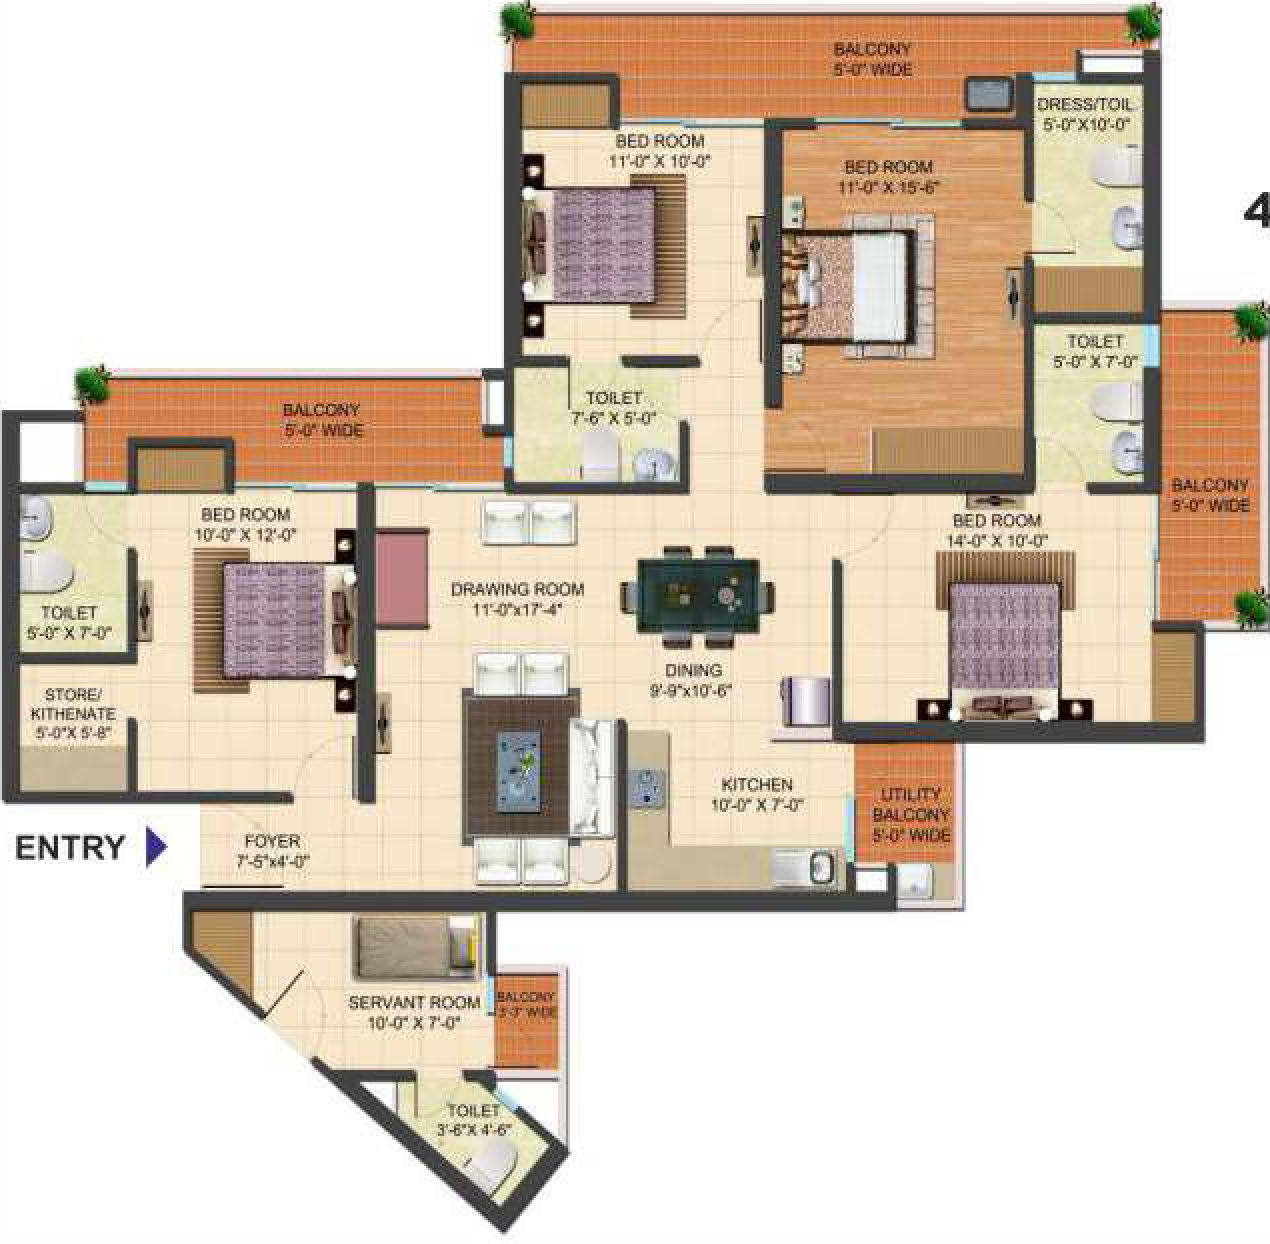 BALCONY
5'-0" WIDE
DRESS/TOIL
5'-0"X10'-0"
BED ROOM
11'-0" X 10'-0"
BED ROOM
11'-0" X 15'-6"
4
TOILET
5'-0" X 7'-0"
TOILET
7'-6" X 5'-0"
BALCONY
5'-0" WIDE
BALCONY
5'-0" WIDE
BED ROOM
10'-0" X 12'-0"
BED ROOM
14'-0" X 10'-0"
DRAWING ROOM
11'-0"x17'-4"
TOILET
5'-0" X 7'-0"
DINING
9'-9"x10'-6"
STORE/
KITHENATE
5'-0"X 5'-8"
KITCHEN
10'-0" X 7'-0"
UTILITY
BALCONY
5'-0" WIDE
ENTRY
FOYER
7'-5"x4'-0"
SERVANT ROOM
10'-0" X 7'-0"
BALCONY
3'-3" WIDE
TOILET
3'-6"X 4'-6"